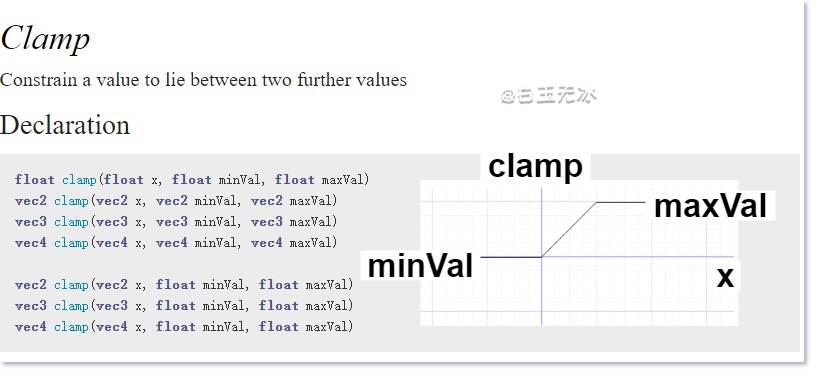 Clamp
Constrain a value to lie between two further values
@白玉无冰
Declaration
float clamp(float x, float minVal, float maxVal)
vec2 clamp(vec2 x, vec2 minVal, vec2 maxVal)
vec3 clamp(vec3 x, vec3 minVal, vec3 maxVal)
vec4 clamp(vec4 x, vec4 minVal, vec4 maxVal)
vec2 clamp(vec2 x, float minVal, float maxVal)
vec3 clamp(vec3 x, float minVal, float maxVal)
vec4 clamp(vec4 x, float minVal, float maxVal)
clamp
maxVal
minVal
x